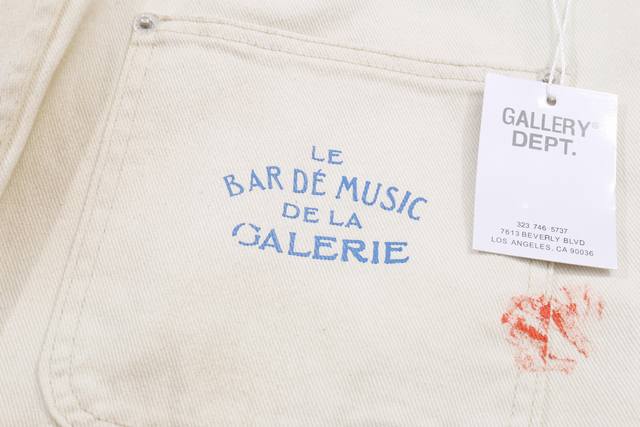 LE
BAR DÉ MUSIC
DE LA
GALERIE
GALLERY®
DEPT.
323 746 5737
7613 BEVERLY BLVD
LOS ANGELES, CA 90036